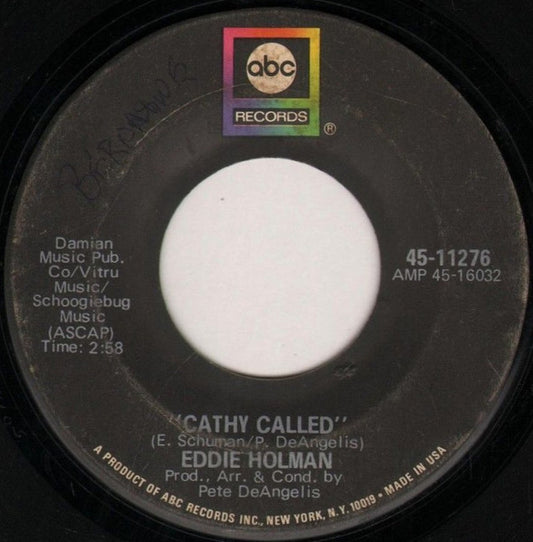 abc
RECORDS
®
Damian
Music Pub.
Co/Vitru
Music/
Schoogiebug
Music
(ASCAP)
Time: 2:58
45-11276
AMP 45-16032
"CATHY CALLED"
(E. Schuman/P. DeAngelis)
EDDIE HOLMAN
Prod., Arr. & Cond. by
Pete DeAngelis
A PRODUCT OF ABC RECORDS INC., NEW YORK, N.Y. 10019 • MADE IN USA